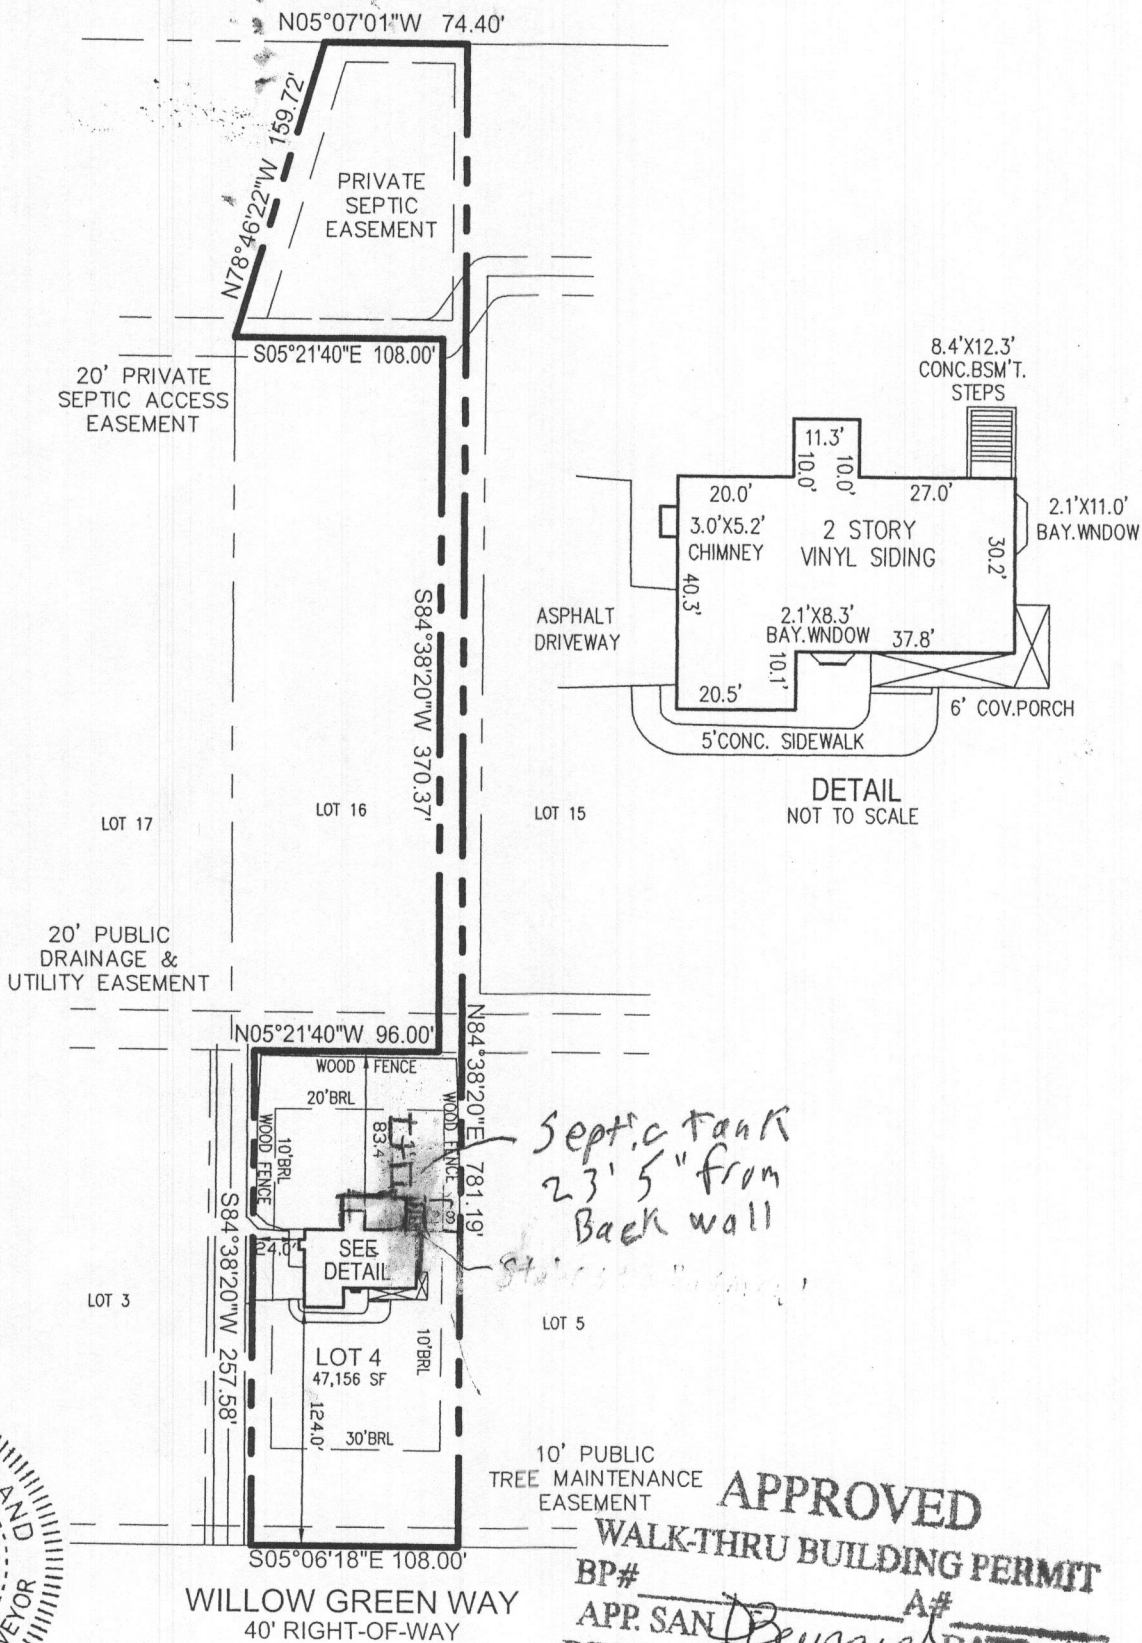 N05°07'01"W 74.40'
N78°46'22"W 159.72'
PRIVATE
SEPTIC
EASEMENT
S05°21'40"E 108.00'
20' PRIVATE
SEPTIC ACCESS
EASEMENT
8.4'X12.3'
CONC.BSM'T.
STEPS
11.3'
10.0'
10.0'
20.0'
27.0'
3.0'X5.2'
CHIMNEY
2 STORY
VINYL SIDING
30.2'
2.1'X11.0'
BAY.WNDOW
40.3'
ASPHALT
DRIVEWAY
2.1'X8.3'
BAY.WNDOW
37.8'
10.1'
20.5'
6' COV.PORCH
5'CONC. SIDEWALK
DETAIL
NOT TO SCALE
S84°38'20"W 370.37'
LOT 17
LOT 16
LOT 15
20' PUBLIC
DRAINAGE &
UTILITY EASEMENT
N05°21'40"W 96.00'
N84°38'20"E 781.19'
WOOD FENCE
20'BRL
WOOD FENCE
10'BRL
83.4'
WOOD FENCE
Septic tank
23' 5" from
Back wall
24.0'
SEE
DETAIL
S84°38'20"W 257.58'
LOT 3
LOT 5
LOT 4
47,156 SF
10'BRL
124.0'
30'BRL
10' PUBLIC
TREE MAINTENANCE
EASEMENT
S05°06'18"E 108.00'
WILLOW GREEN WAY
40' RIGHT-OF-WAY
APPROVED
WALK-THRU BUILDING PERMIT
BP# A#
APP. SAN